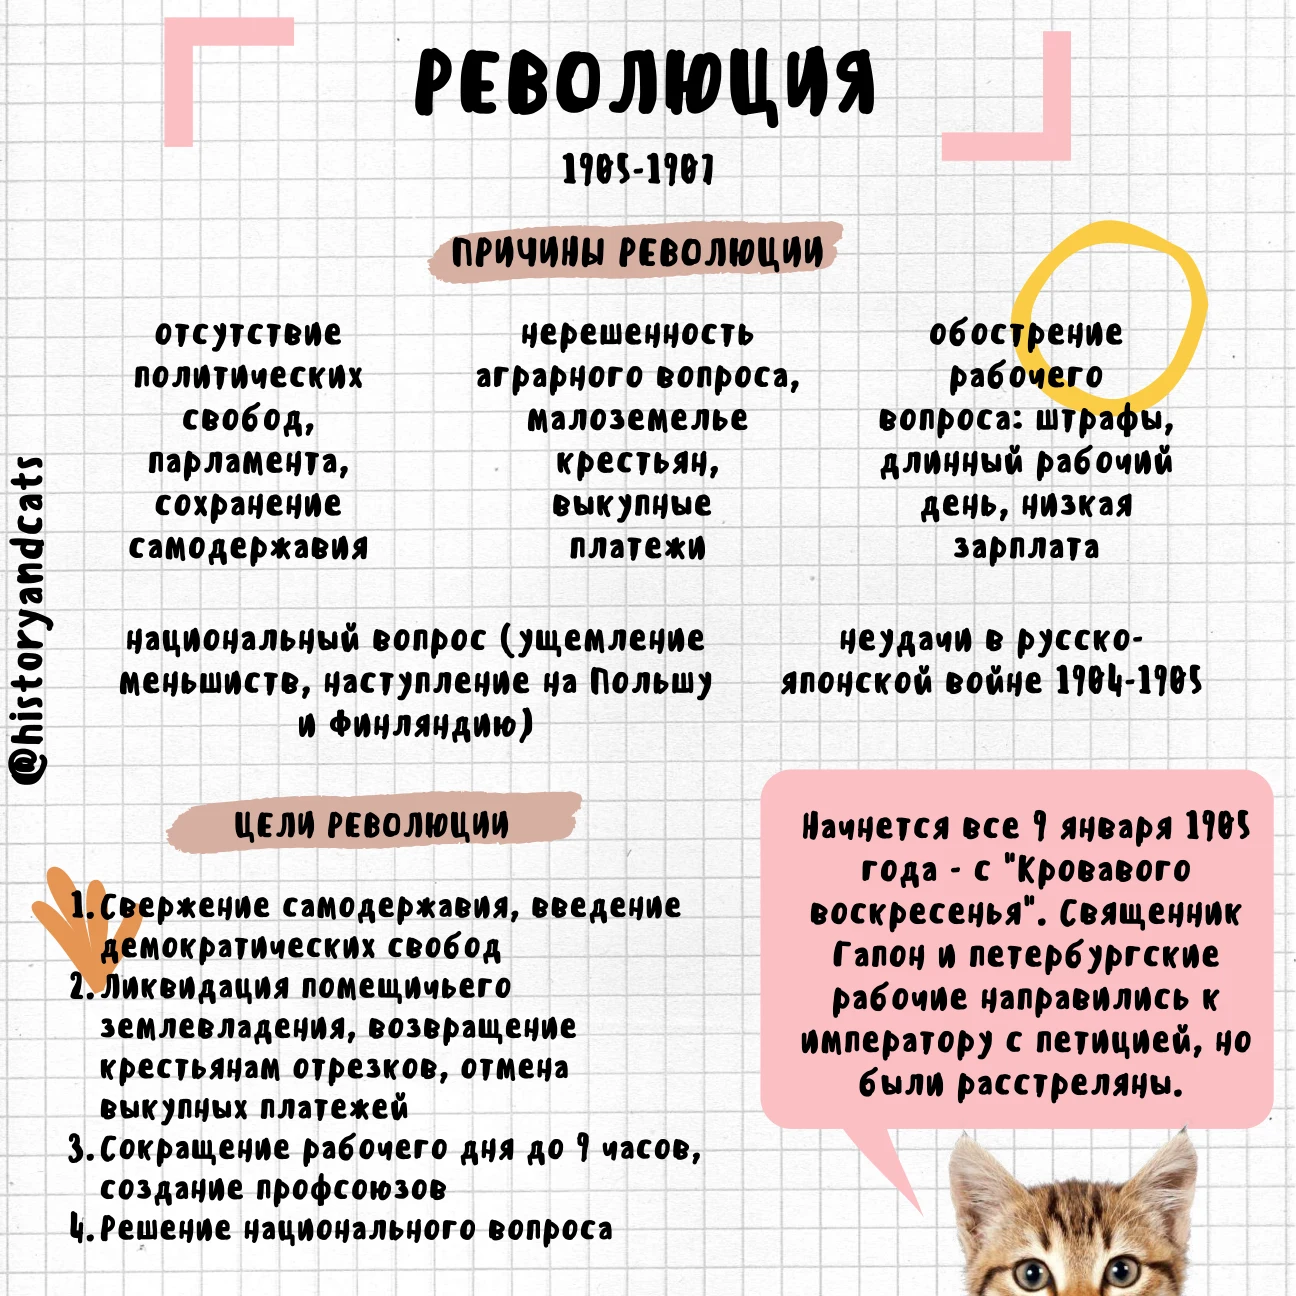 РЕВОЛЮЦИЯ
1905-1907
ПРИЧИНЫ РЕВОЛЮЦИИ
отсутствие
политических
свобод,
парламента,
сохранение
самодержавия
нерешенность
аграрного вопроса,
малоземелье
крестьян,
выкупные
платежи
обострение
рабочего
вопроса: штрафы,
длинный рабочий
день, низкая
зарплата
национальный вопрос (ущемление
меньшиств, наступление на Польшу
и Финляндию)
неудачи в русско-
японской войне 1904-1905
@historyandcats
ЦЕЛИ РЕВОЛЮЦИИ
1. Свержение самодержавия, введение
демократических свобод
2. Ликвидация помещичьего
землевладения, возвращение
крестьянам отрезков, отмена
выкупных платежей
3. Сокращение рабочего дня до 9 часов,
создание профсоюзов
4. Решение национального вопроса
Начнется все 9 января 1905
года - с "Кровавого
воскресенья". Священник
Гапон и петербургские
рабочие направились к
императору с петицией, но
были расстреляны.